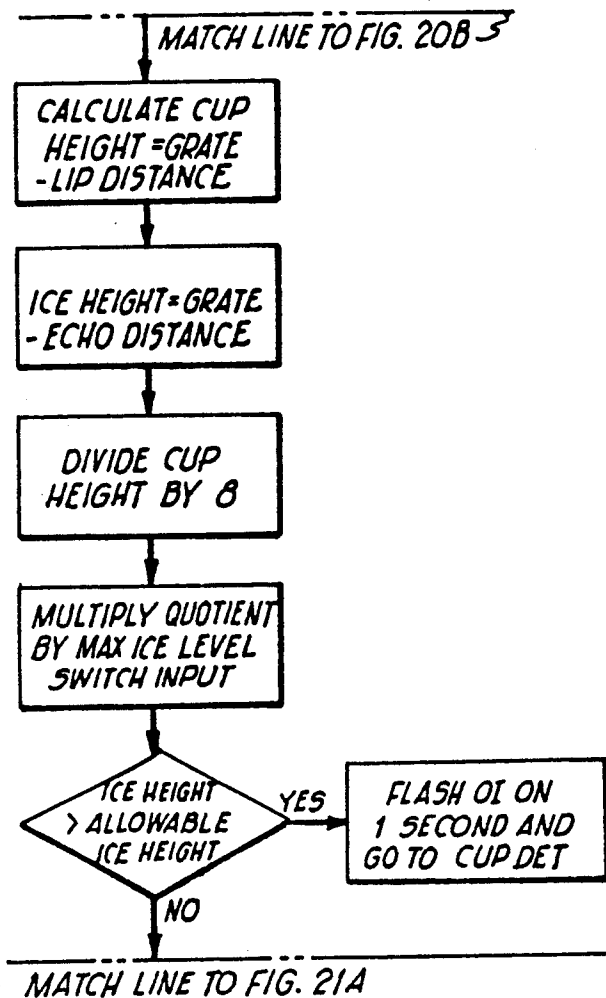 MATCH LINE TO FIG. 20B
CALCULATE CUP
HEIGHT = GRATE
- LIP DISTANCE
ICE HEIGHT = GRATE
- ECHO DISTANCE
DIVIDE CUP
HEIGHT BY 8
MULTIPLY QUOTIENT
BY MAX ICE LEVEL
SWITCH INPUT
ICE HEIGHT
> ALLOWABLE
ICE HEIGHT
YES
FLASH OI ON
1 SECOND AND
GO TO CUP DET
NO
MATCH LINE TO FIG. 21A